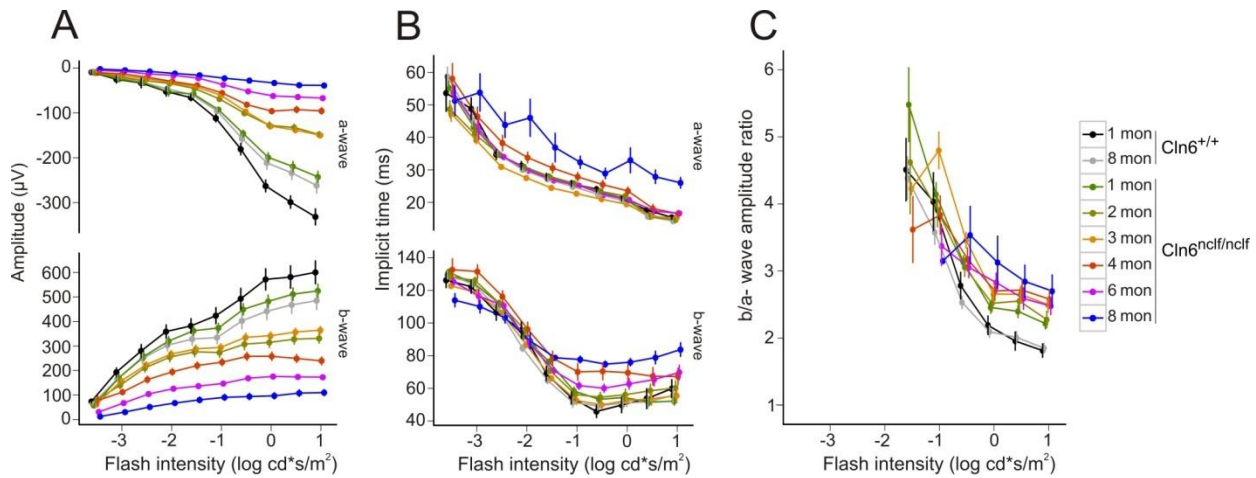 A
B
C
Amplitude (µV)
0
-100
-200
-300
a-wave
600
500
400
300
200
100
0
b-wave
-3 -2 -1 0 1
Flash intensity (log cd*s/m²)
Implicit time (ms)
60
50
40
30
20
a-wave
140
120
100
80
60
40
b-wave
-3 -2 -1 0 1
Flash intensity (log cd*s/m²)
b/a- wave amplitude ratio
6
5
4
3
2
1
-3 -2 -1 0 1
Flash intensity (log cd*s/m²)
1 mon
8 mon
Cln6+/+
1 mon
2 mon
3 mon
4 mon
6 mon
8 mon
Cln6nclf/nclf